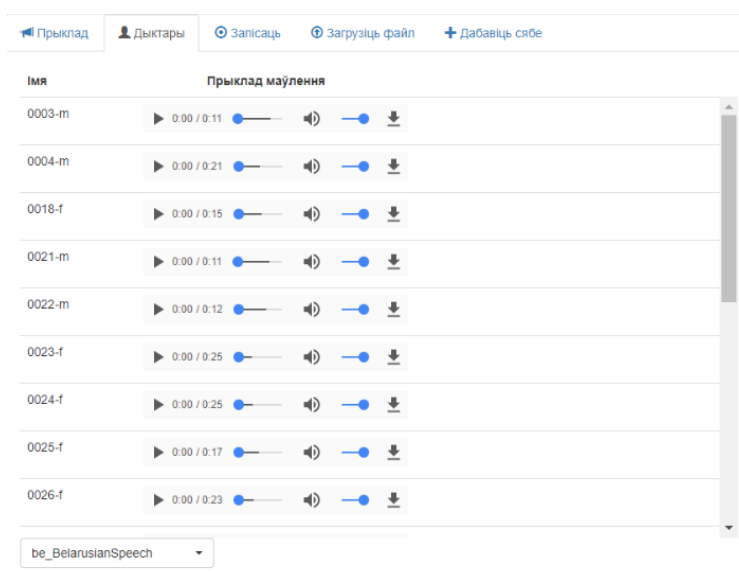 Прыклад Дыктары Запісаць Загрузіць файл Дабавіць сябе
Імя Прыклад маўлення
0003-m 0:00 / 0:11
0004-m 0:00 / 0:21
0018-f 0:00 / 0:15
0021-m 0:00 / 0:11
0022-m 0:00 / 0:12
0023-f 0:00 / 0:25
0024-f 0:00 / 0:25
0025-f 0:00 / 0:17
0026-f 0:00 / 0:23
be_BelarusianSpeech